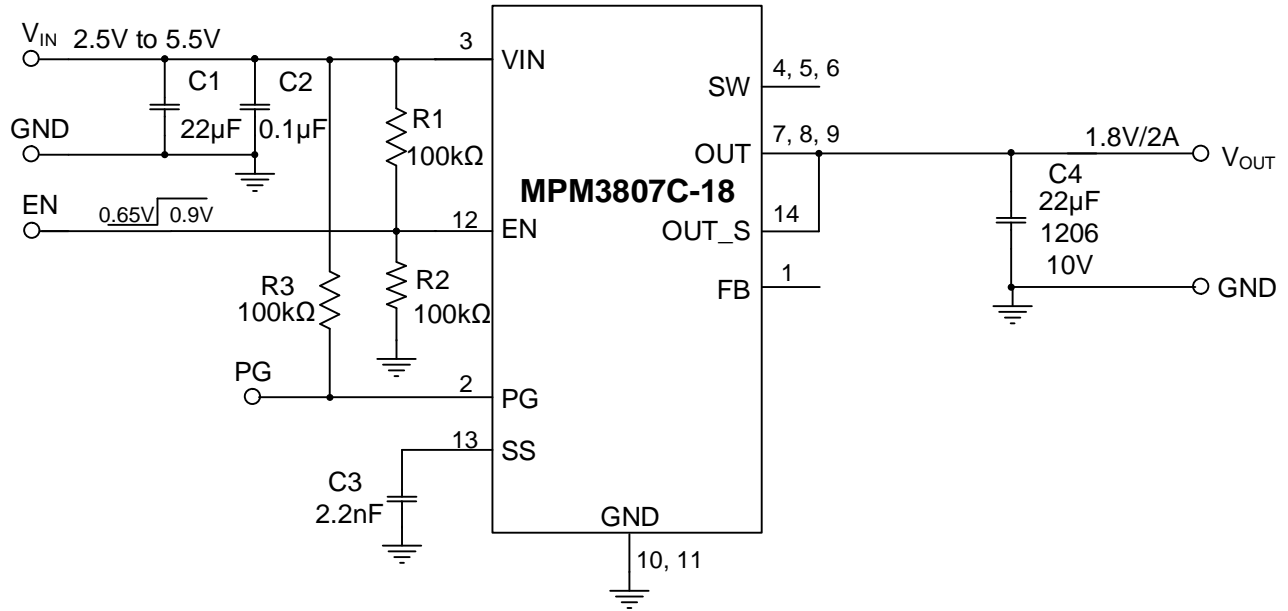 VIN 2.5V to 5.5V
3
VIN
C1
22µF
C2
0.1µF
GND
R1
100kΩ
EN
0.65V 0.9V
12
EN
R2
100kΩ
R3
100kΩ
PG
2
PG
13
SS
C3
2.2nF
MPM3807C-18
SW
4, 5, 6
OUT
7, 8, 9
OUT_S
14
FB
1
GND
10, 11
1.8V/2A
VOUT
C4
22µF
1206
10V
GND